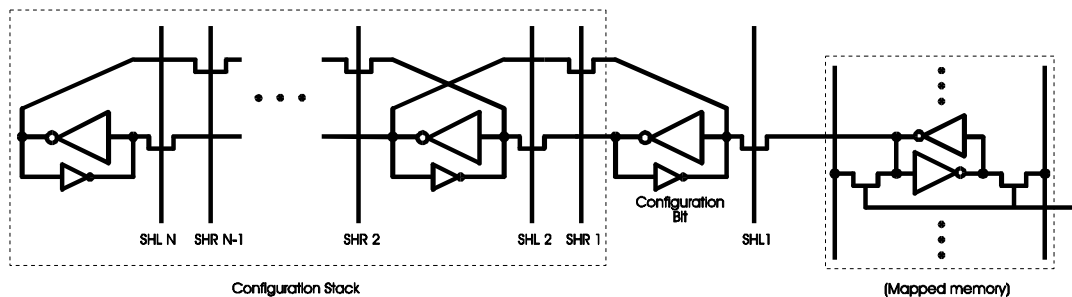 SHL N
SHR N-1
SHR 2
SHL 2
SHR 1
Configuration
Bit
SHL1
Configuration Stack
(Mapped memory)